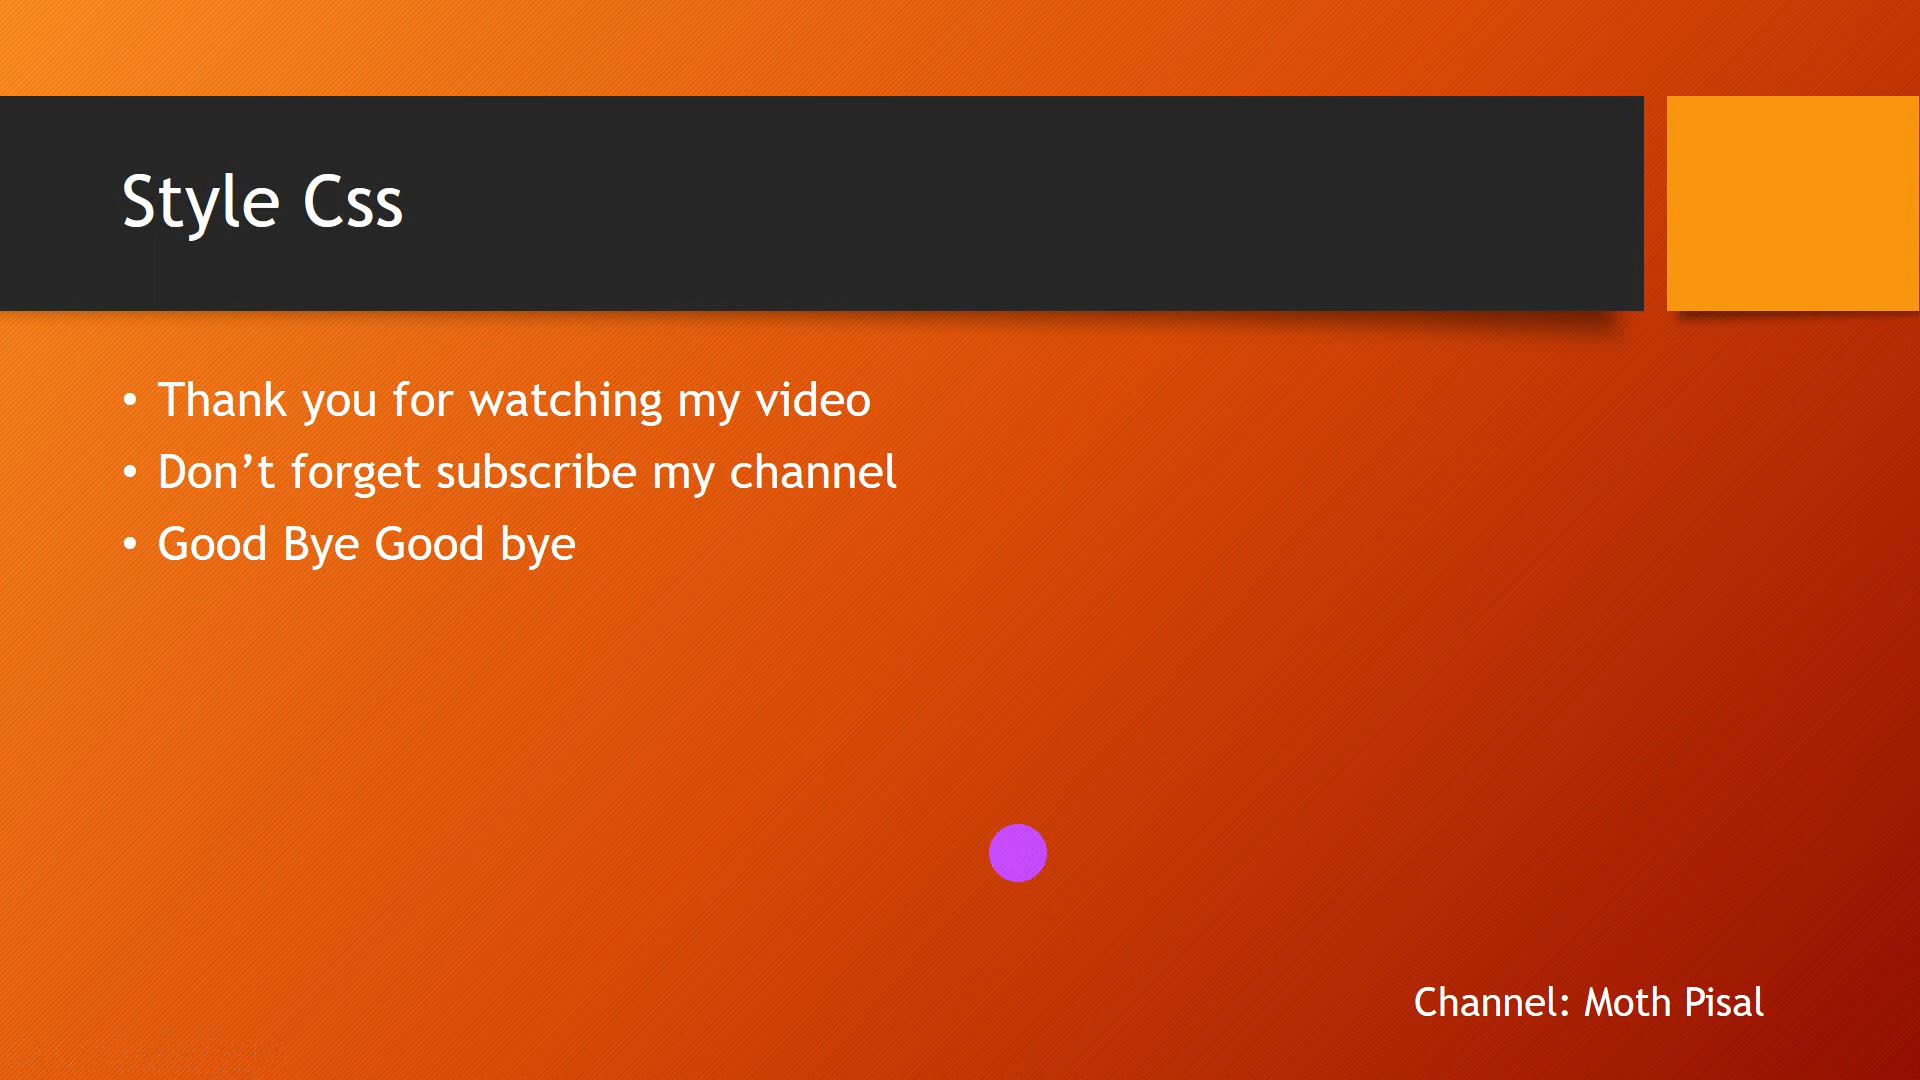 Style Css
• Thank you for watching my video
• Don’t forget subscribe my channel
• Good Bye Good bye
Channel: Moth Pisal